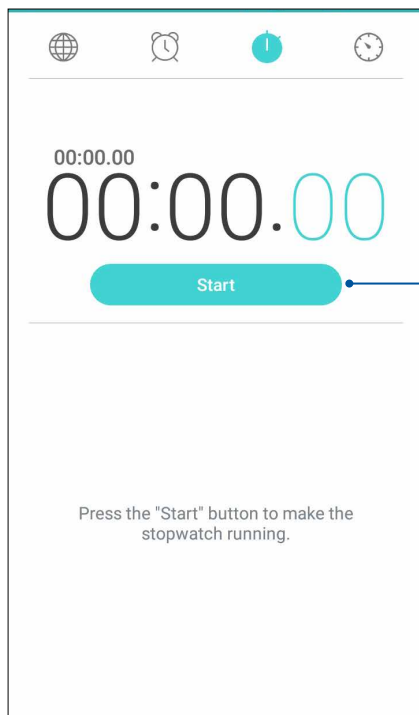 00:00.00
00:00.00
Start
Press the "Start" button to make the
stopwatch running.